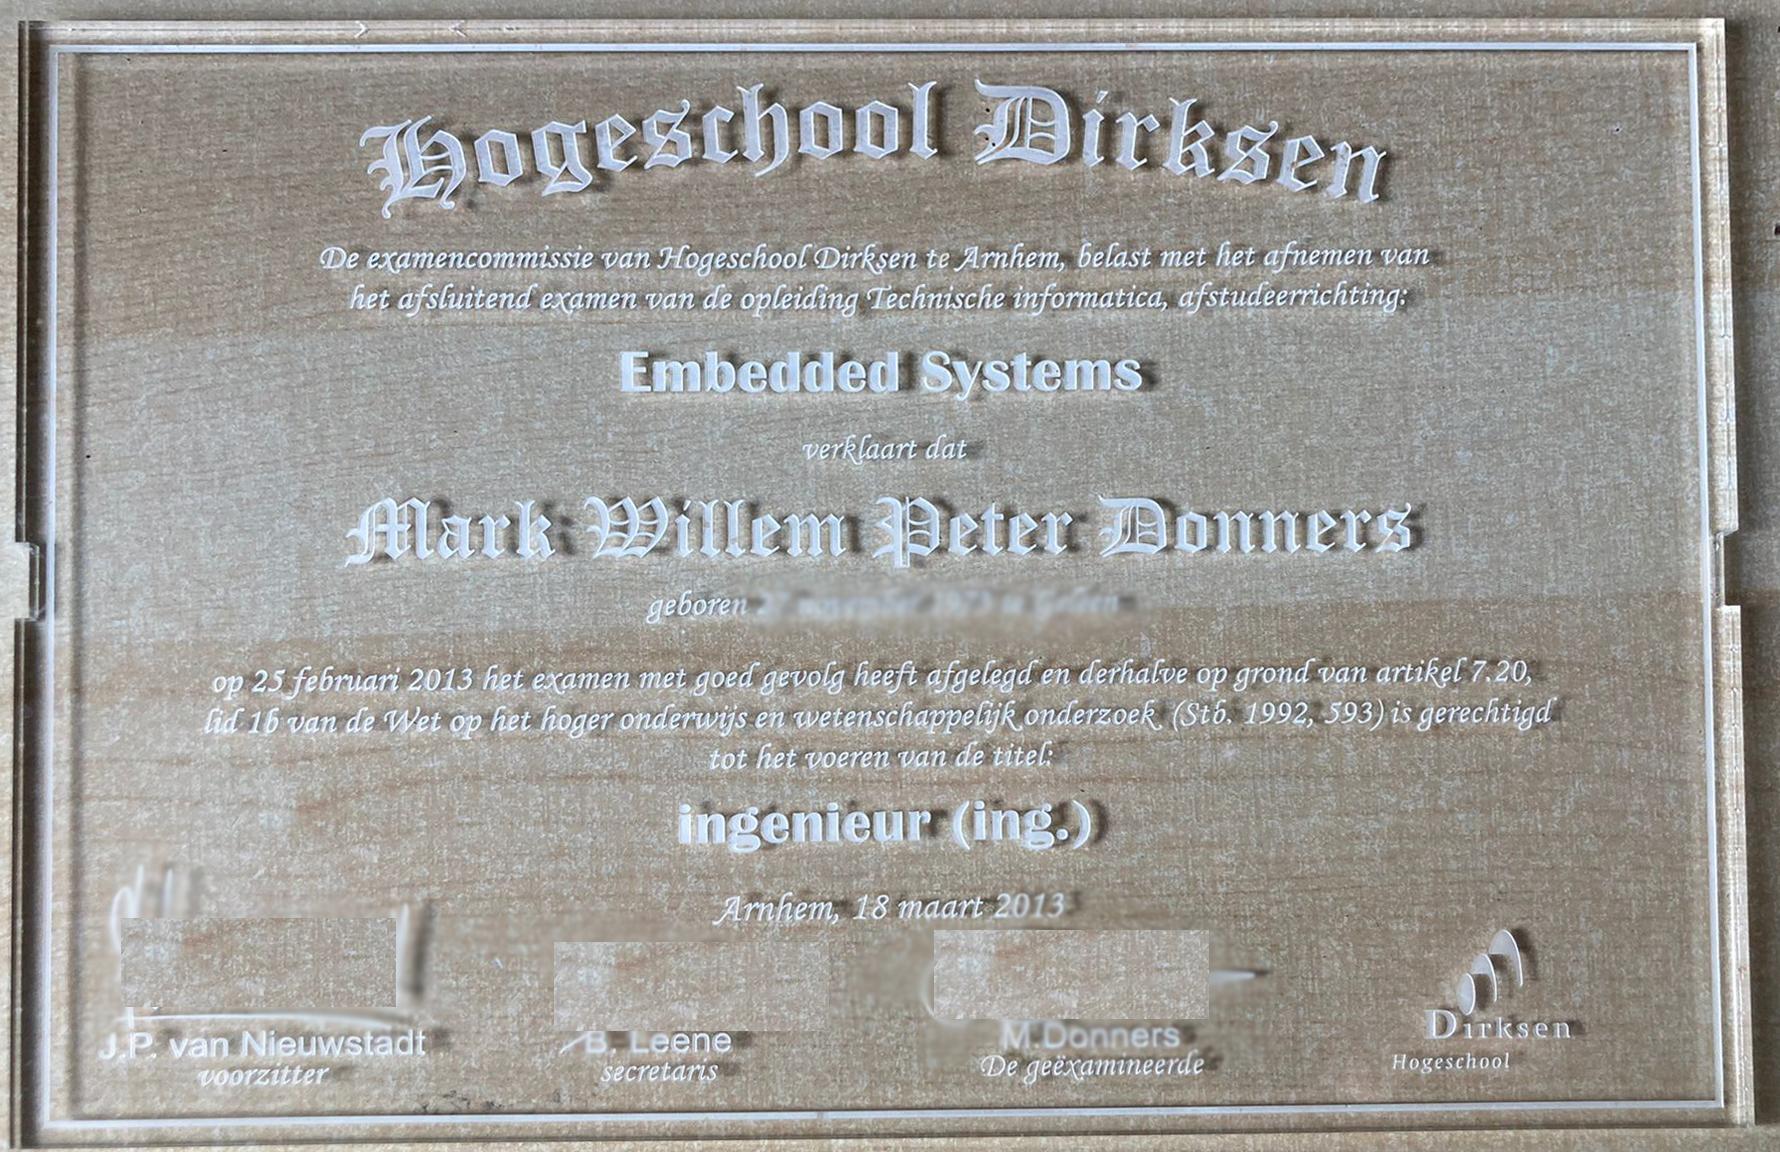 Hogeschool Dirksen
De examencommissie van Hogeschool Dirksen te Arnhem, belast met het afnemen van
het afsluitend examen van de opleiding Technische informatica, afstudeerrichting:
Embedded Systems
verklaart dat
Mark Willem Peter Donners
geboren
op 25 februari 2013 het examen met goed gevolg heeft afgelegd en derhalve op grond van artikel 7.20,
lid 1b van de Wet op het hoger onderwijs en wetenschappelijk onderzoek (Stb. 1992, 593) is gerechtigd
tot het voeren van de titel:
ingenieur (ing.)
Arnhem, 18 maart 2013
J.P. van Nieuwstadt
voorzitter
B. Leene
secretaris
M.Donners
De geëxamineerde
Dirksen
Hogeschool